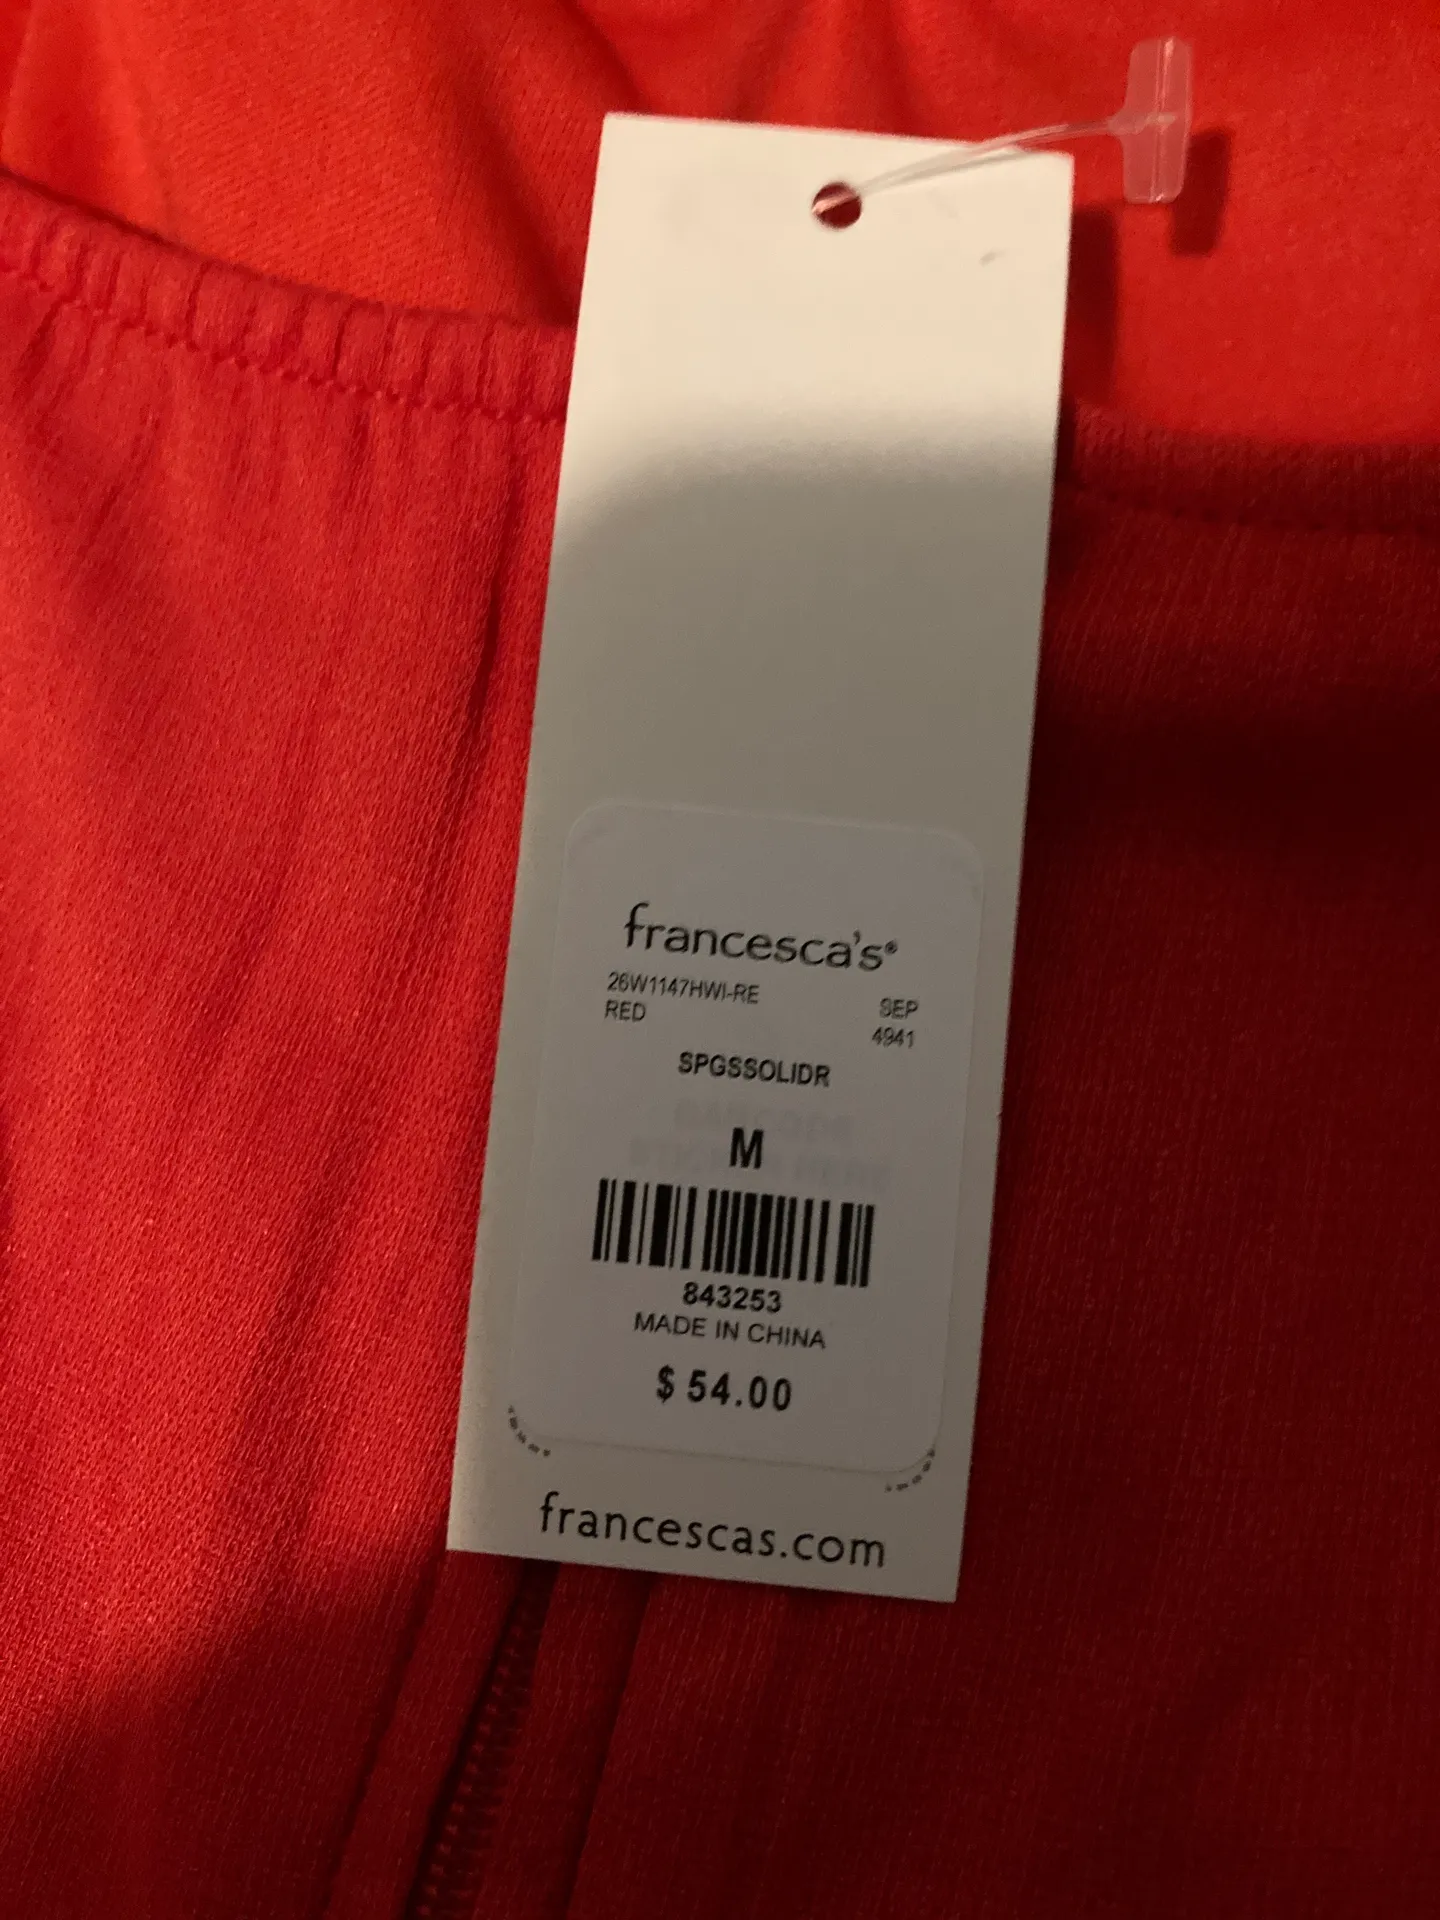 francesca's®
26W1147HWI-RE
RED
SEP
4941
SPGSSOLIDR
M
843253
MADE IN CHINA
$ 54.00
francescas.com